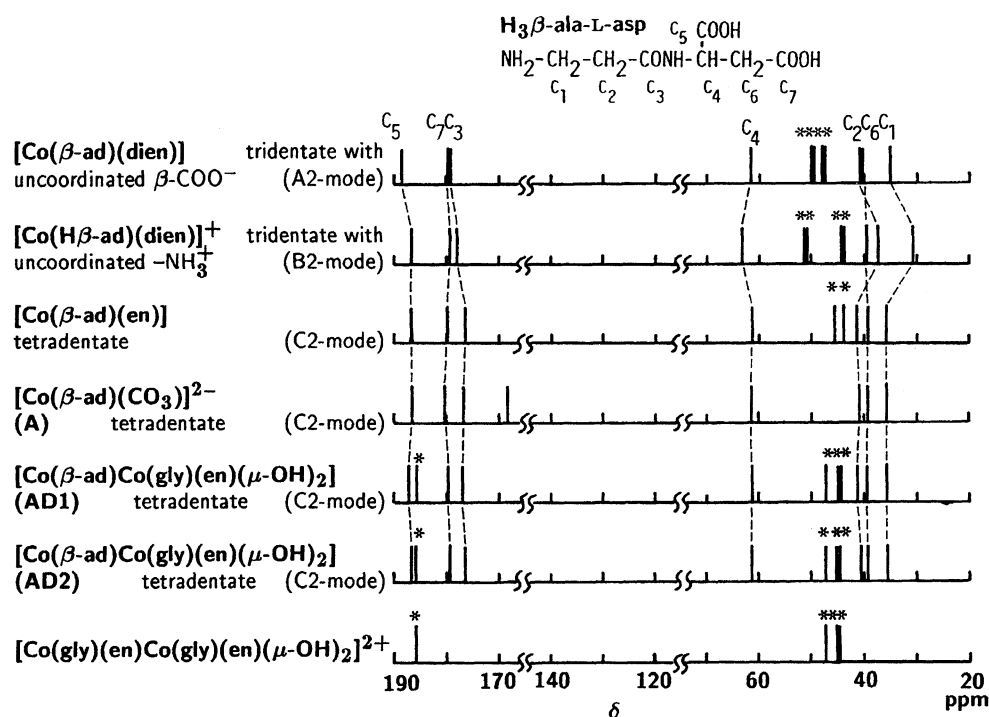 H₃β-ala-L-asp C₅ COOH
NH₂-CH₂-CH₂-CONH-CH-CH₂-COOH
C₁ C₂ C₃ C₄ C₆ C₇
C₅ C₇C₃ C₄ **** C₂C₆C₁
[Co(β-ad)(dien)] tridentate with
uncoordinated β-COO⁻ (A2-mode)
[Co(Hβ-ad)(dien)]⁺ tridentate with ** **
uncoordinated –NH₃⁺ (B2-mode)
[Co(β-ad)(en)] **
tetradentate (C2-mode)
[Co(β-ad)(CO₃)]²⁻
(A) tetradentate (C2-mode)
[Co(β-ad)Co(gly)(en)(μ-OH)₂] * ***
(AD1) tetradentate (C2-mode)
[Co(β-ad)Co(gly)(en)(μ-OH)₂] * * **
(AD2) tetradentate (C2-mode)
* ***
[Co(gly)(en)Co(gly)(en)(μ-OH)₂]²⁺
190 170 140 120 60 40 20
δ ppm